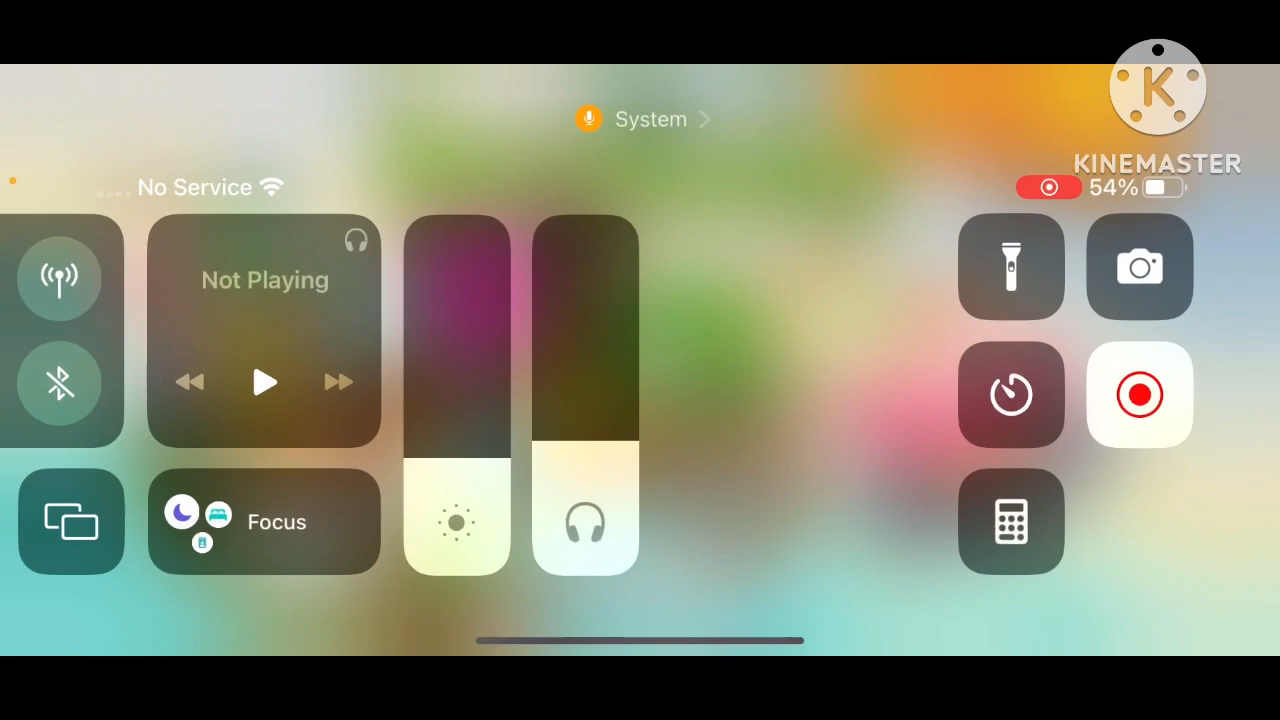 System
K
KINEMASTER
No Service
54%
Not Playing
Focus